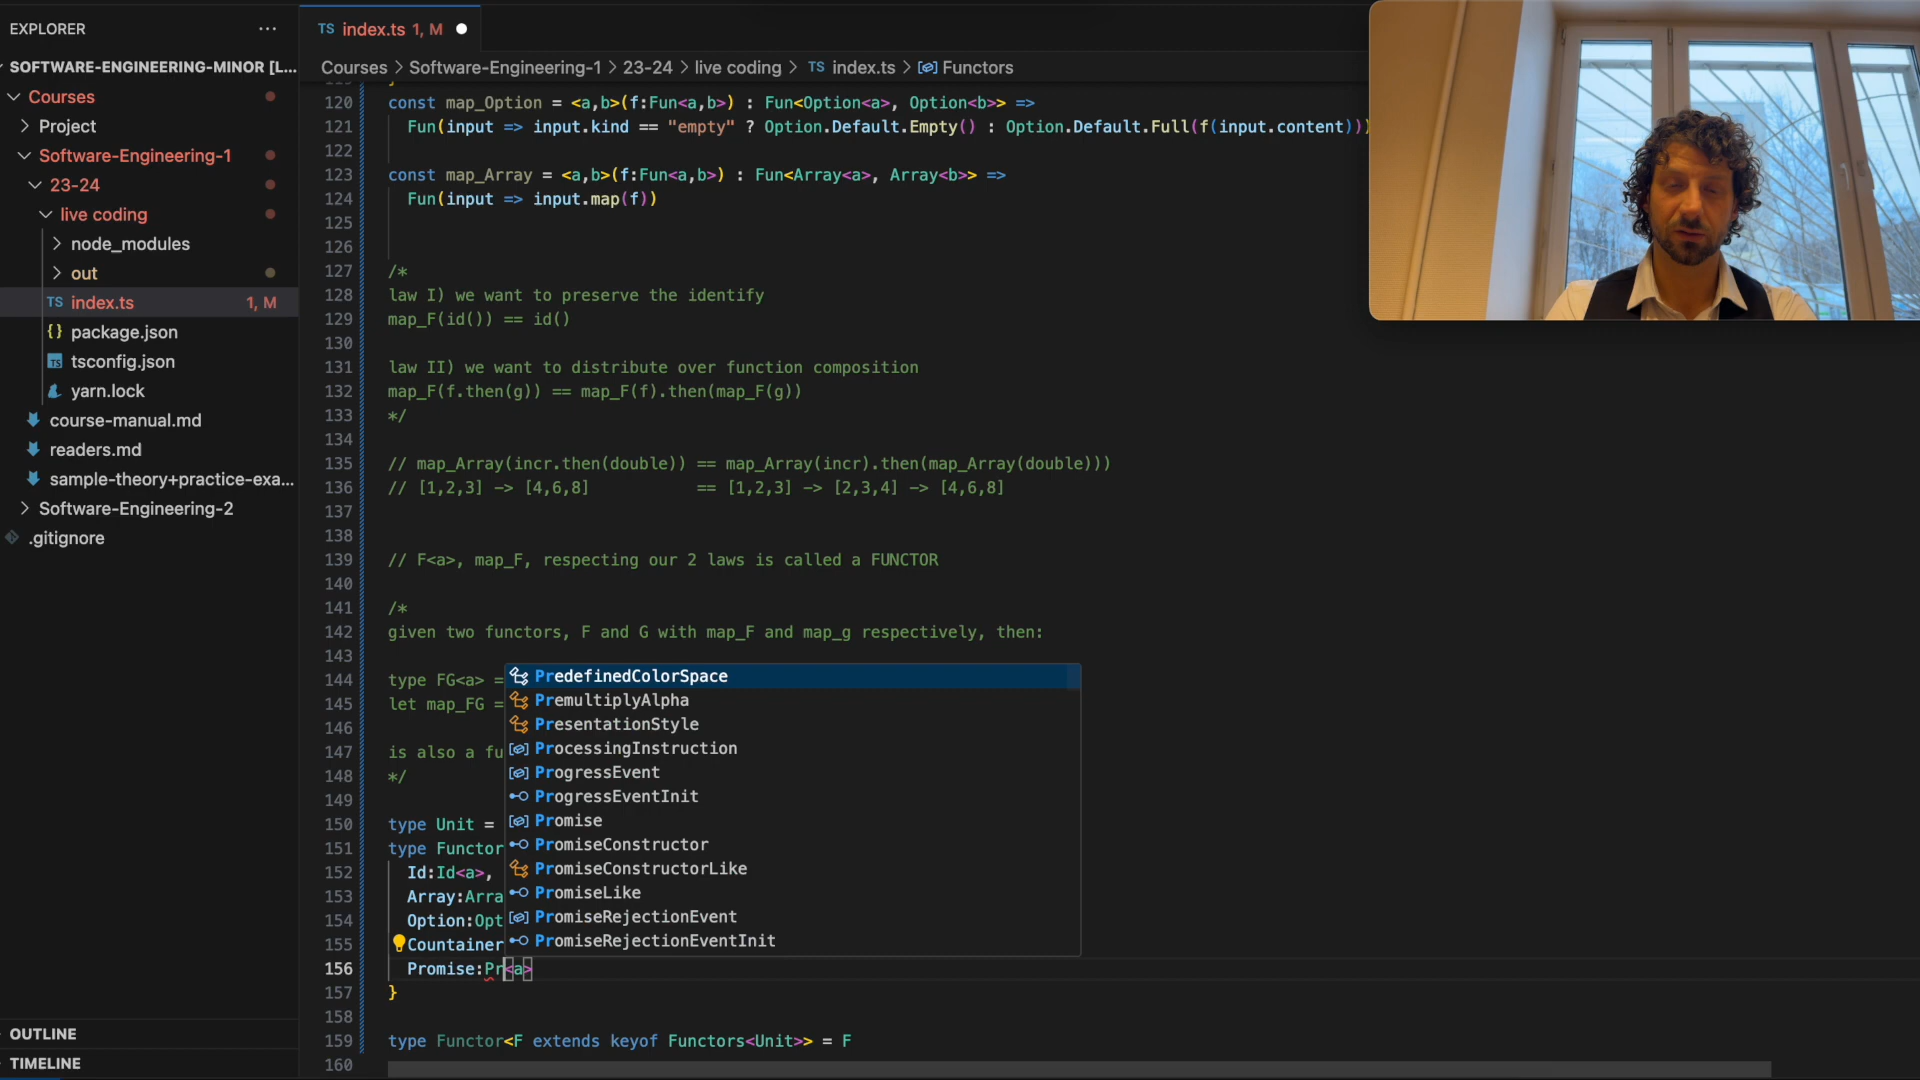 EXPLORER
SOFTWARE-ENGINEERING-MINOR [L...
Courses
Project
Software-Engineering-1
23-24
live coding
node_modules
out
TS index.ts 1, M
{} package.json
TS tsconfig.json
yarn.lock
course-manual.md
readers.md
sample-theory+practice-exa...
Software-Engineering-2
.gitignore
OUTLINE
TIMELINE
TS index.ts 1, M
Courses > Software-Engineering-1 > 23-24 > live coding > TS index.ts > Functors
120 const map_Option = <a,b>(f:Fun<a,b>) : Fun<Option<a>, Option<b>> =>
121 Fun(input => input.kind == "empty" ? Option.Default.Empty() : Option.Default.Full(f(input.content)))
122
123 const map_Array = <a,b>(f:Fun<a,b>) : Fun<Array<a>, Array<b>> =>
124 Fun(input => input.map(f))
125
126
127 /*
128 law I) we want to preserve the identify
129 map_F(id()) == id()
130
131 law II) we want to distribute over function composition
132 map_F(f.then(g)) == map_F(f).then(map_F(g))
133 */
134
135 // map_Array(incr.then(double)) == map_Array(incr).then(map_Array(double)))
136 // [1,2,3] -> [4,6,8] == [1,2,3] -> [2,3,4] -> [4,6,8]
137
138
139 // F<a>, map_F, respecting our 2 laws is called a FUNCTOR
140
141 /*
142 given two functors, F and G with map_F and map_g respectively, then:
143
144 type FG<a> =
145 let map_FG =
146
147 is also a fu
148 */
149
150 type Unit =
151 type Functor
152 Id:Id<a>,
153 Array:Arra
154 Option:Opt
155 Countainer
156 Promise:Pr<a>
157 }
158
159 type Functor<F extends keyof Functors<Unit>> = F
160
PredefinedColorSpace
PremultiplyAlpha
PresentationStyle
ProcessingInstruction
ProgressEvent
ProgressEventInit
Promise
PromiseConstructor
PromiseConstructorLike
PromiseLike
PromiseRejectionEvent
PromiseRejectionEventInit